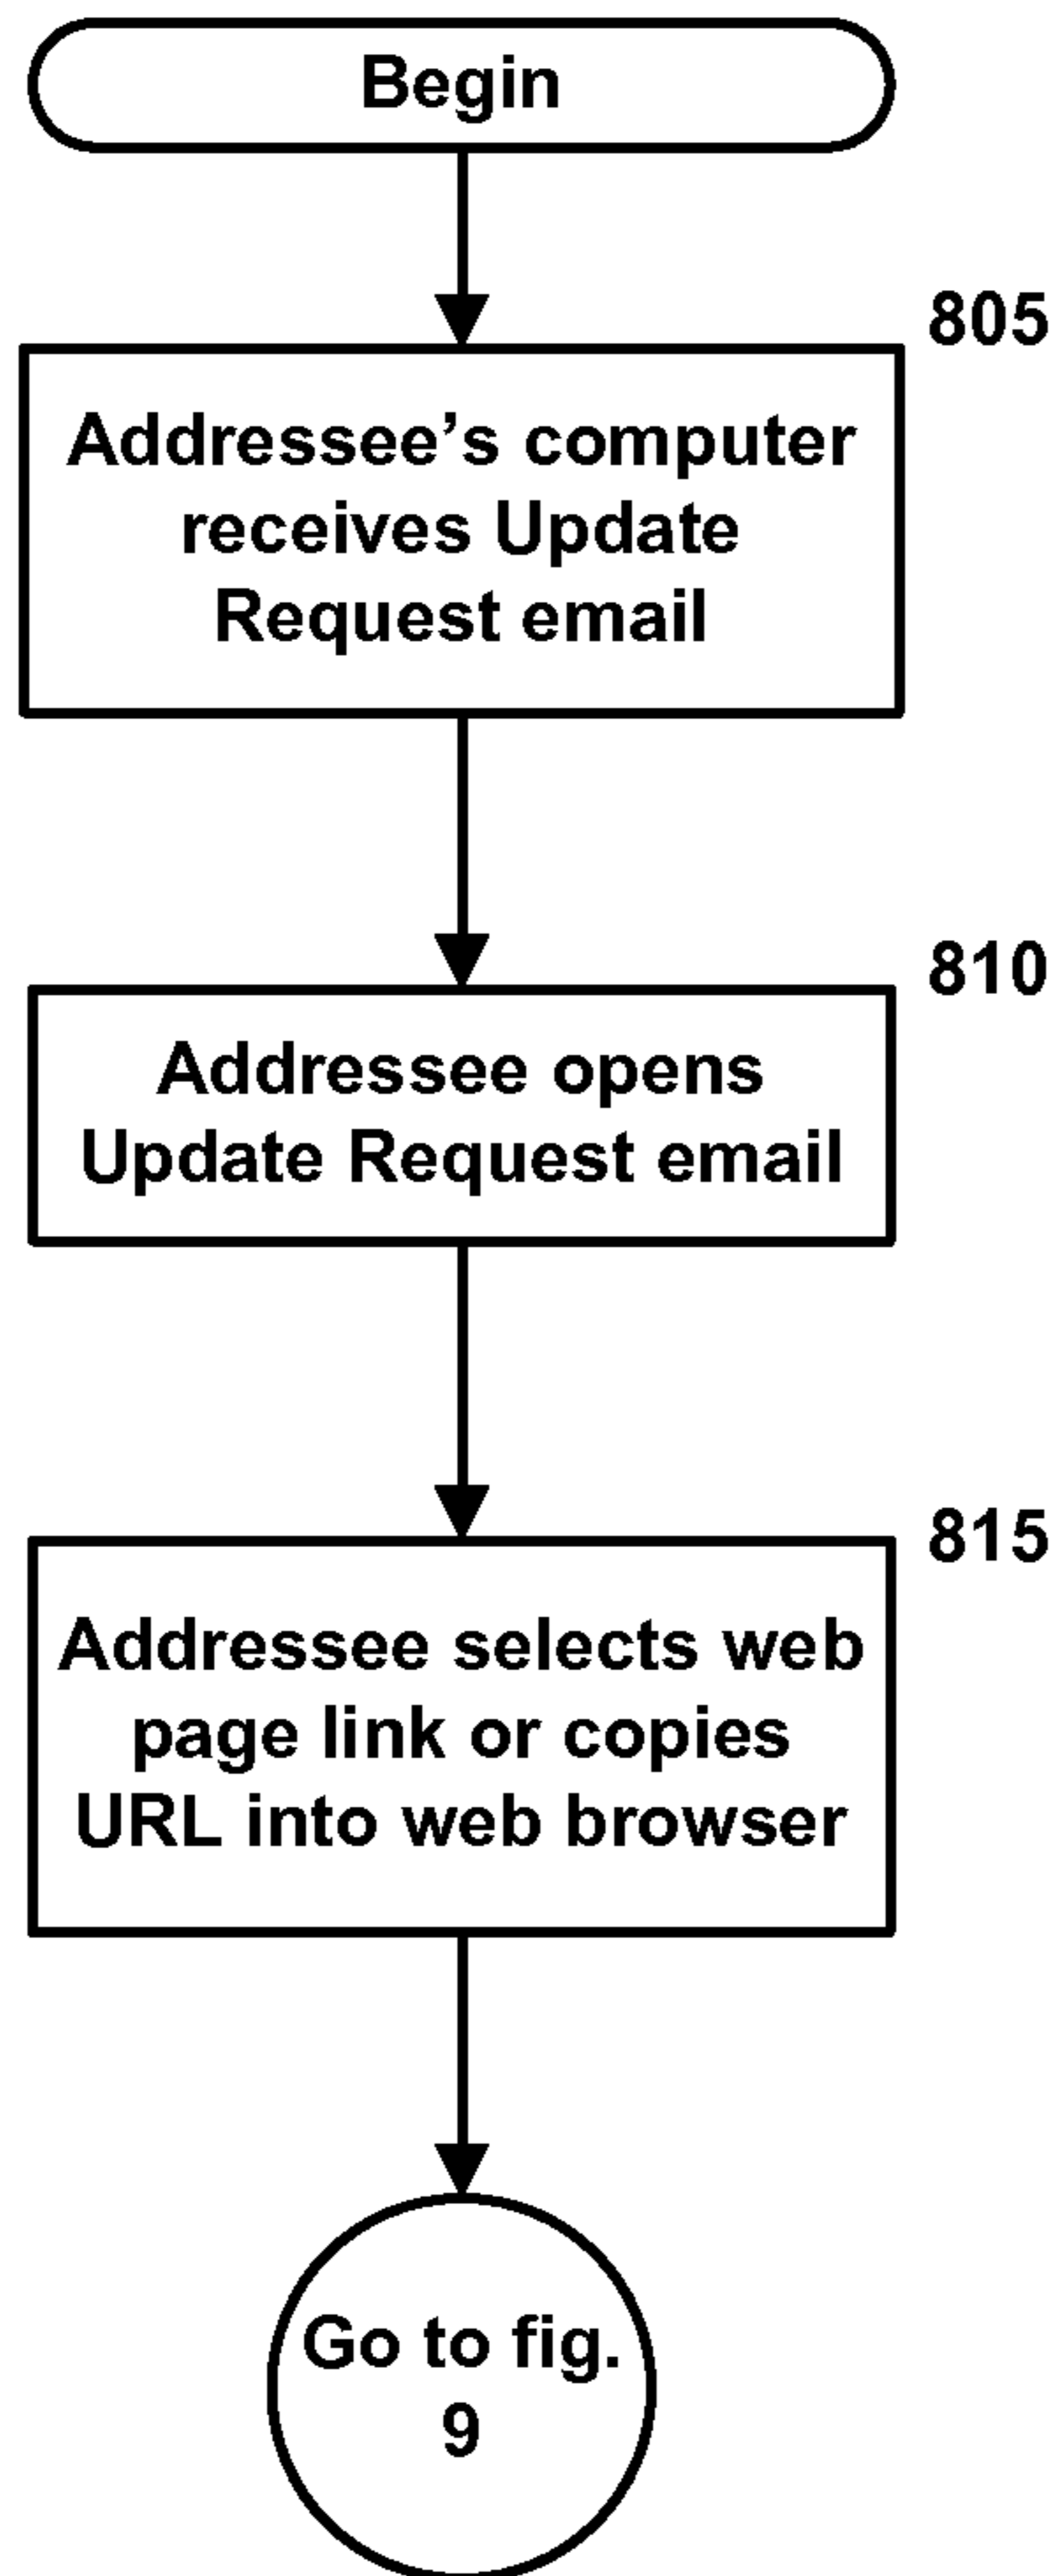 Begin
805
Addressee’s computer
receives Update
Request email
810
Addressee opens
Update Request email
815
Addressee selects web
page link or copies
URL into web browser
Go to fig.
9